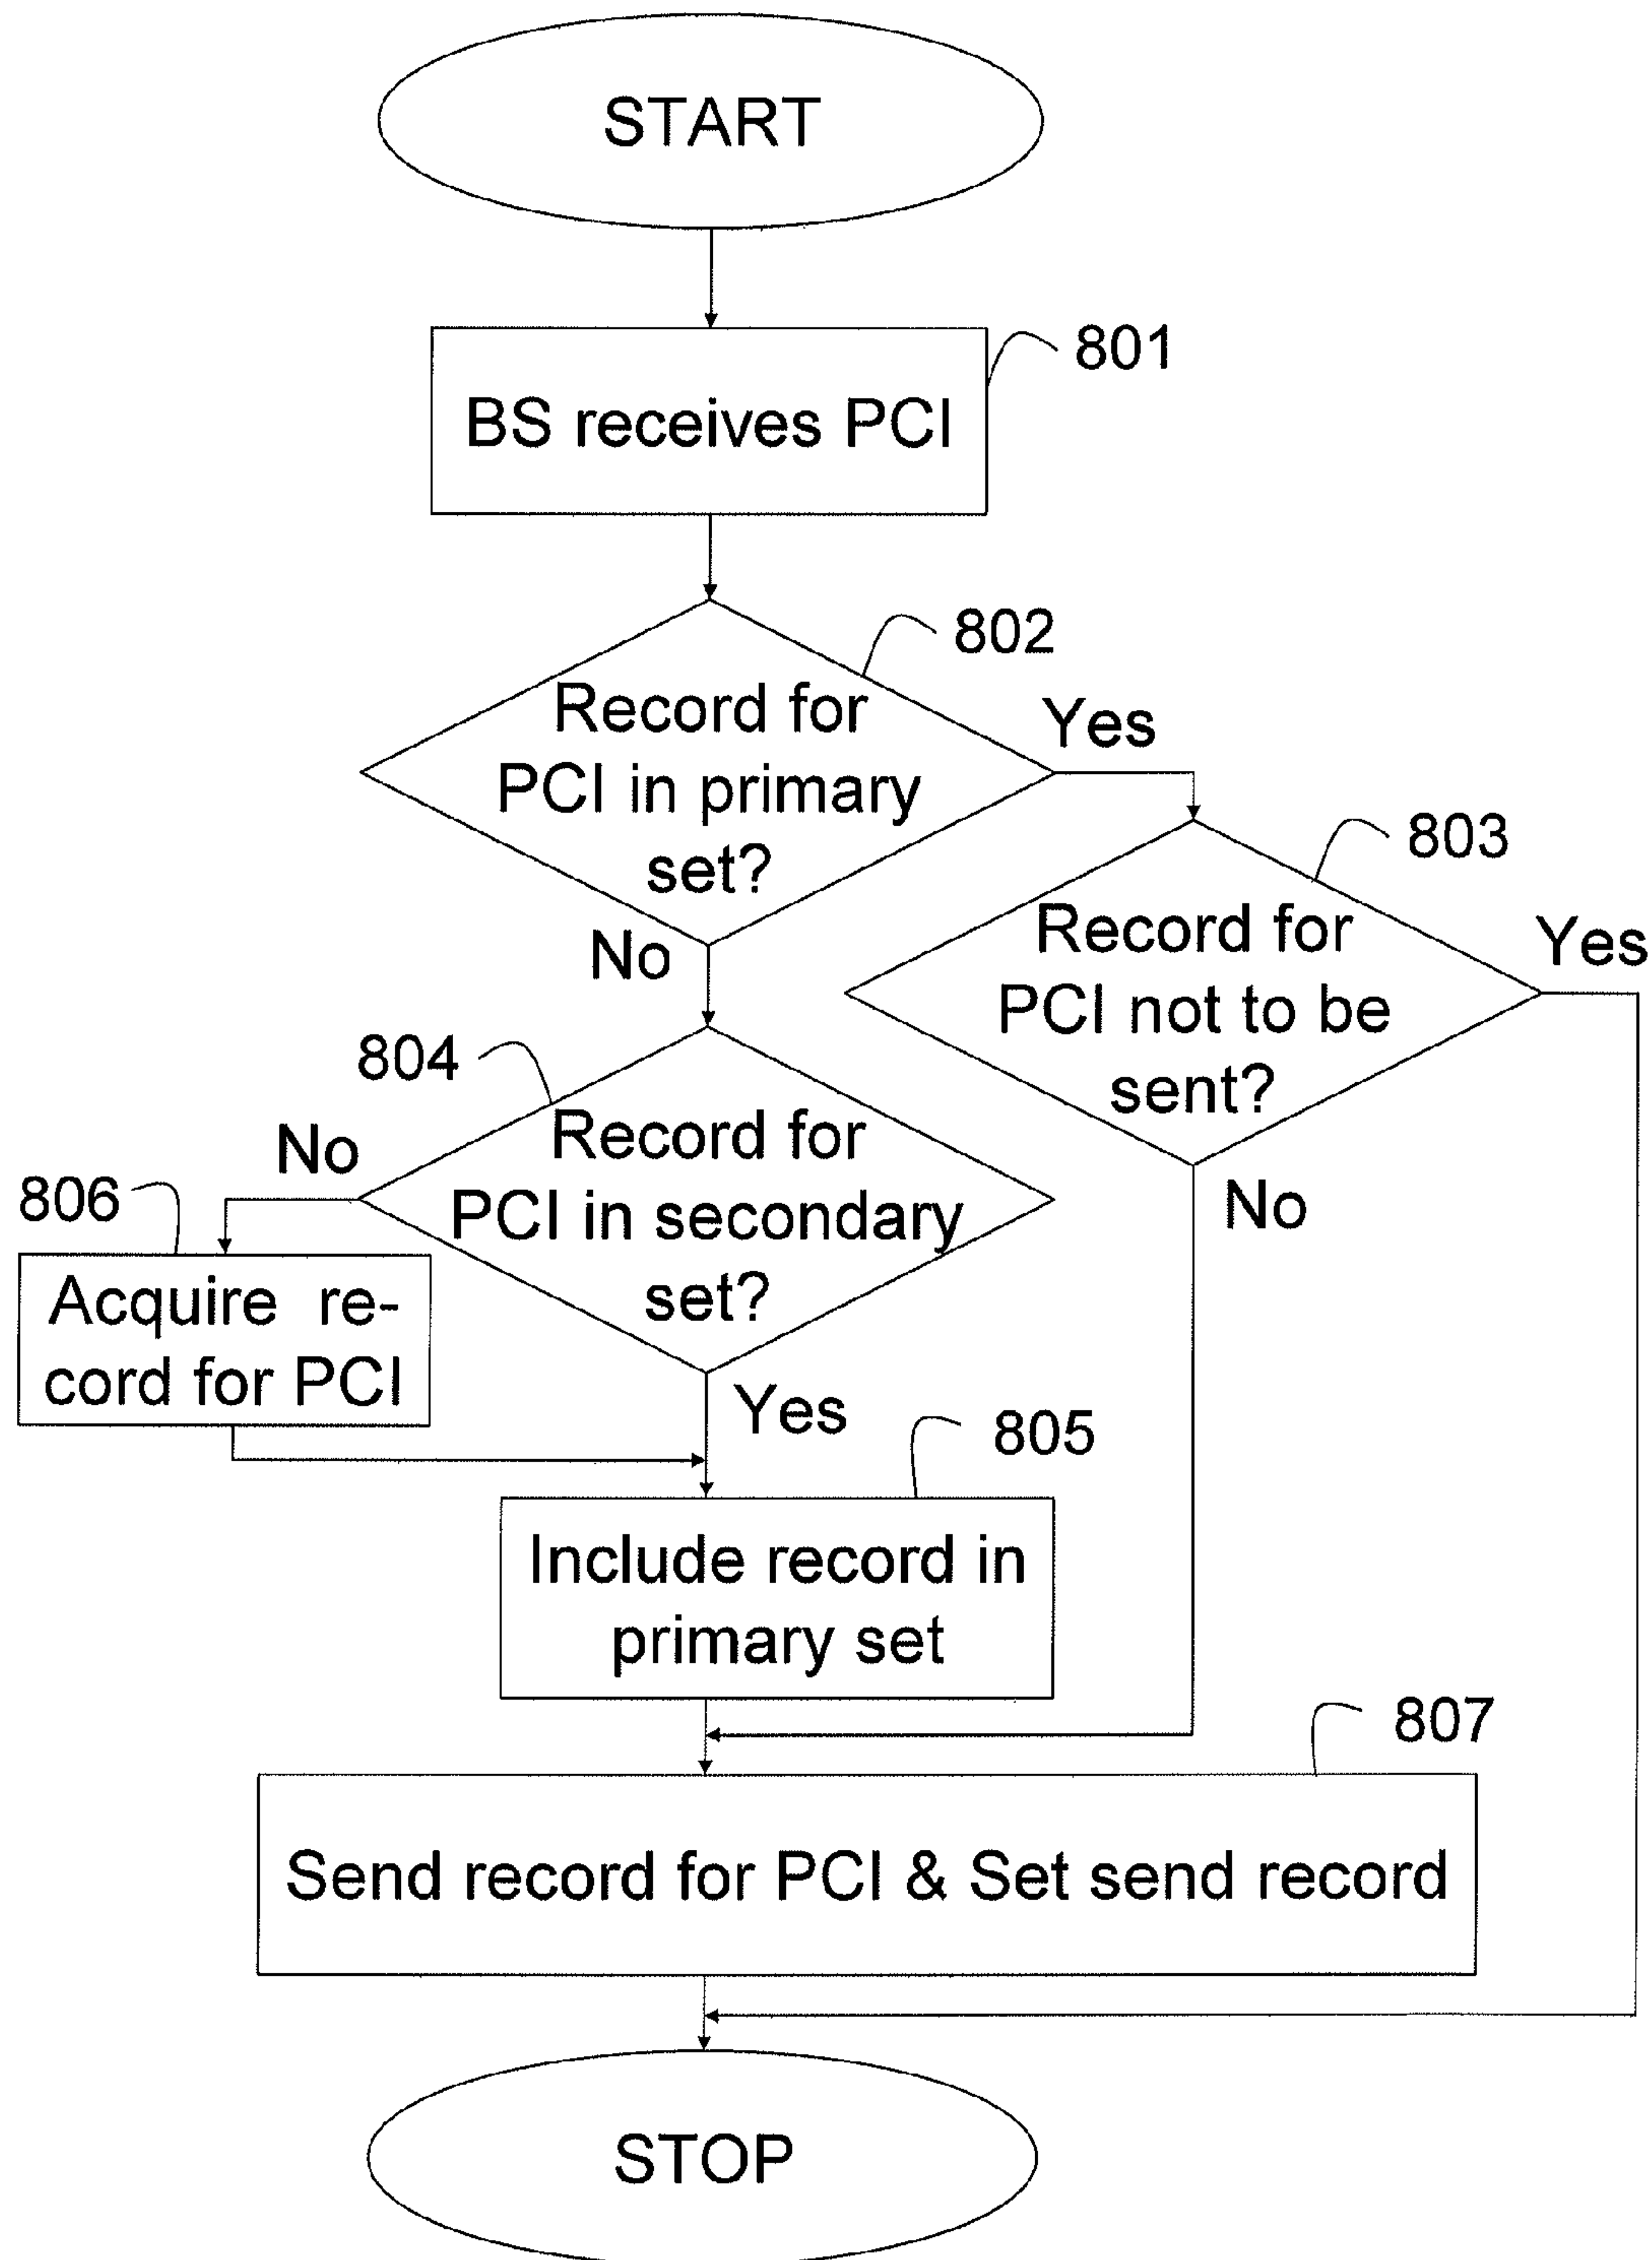 START
801
BS receives PCI
802
Record for
PCI in primary
set?
Yes
803
Record for
PCI not to be
sent?
Yes
No
No
804
Record for
PCI in secondary
set?
No
806
Acquire re-
cord for PCI
Yes
805
Include record in
primary set
807
Send record for PCI & Set send record
STOP